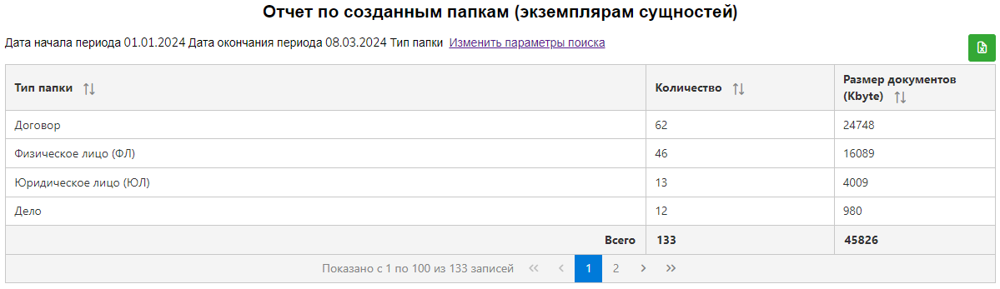 Отчет по созданным папкам (экземплярам сущностей)
Дата начала периода 01.01.2024 Дата окончания периода 08.03.2024 Тип папки Изменить параметры поиска
Тип папки Количество Размер документов
(Kbyte)
Договор 62 24748
Физическое лицо (ФЛ) 46 16089
Юридическое лицо (ЮЛ) 13 4009
Дело 12 980
Всего 133 45826
Показано с 1 по 100 из 133 записей 1 2